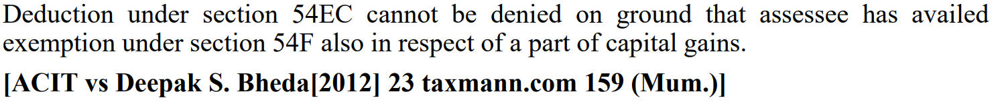 Deduction under section 54EC cannot be denied on ground that assessee has availed
exemption under section 54F also in respect of a part of capital gains.
[ACIT vs Deepak S. Bheda[2012] 23 taxmann.com 159 (Mum.)]